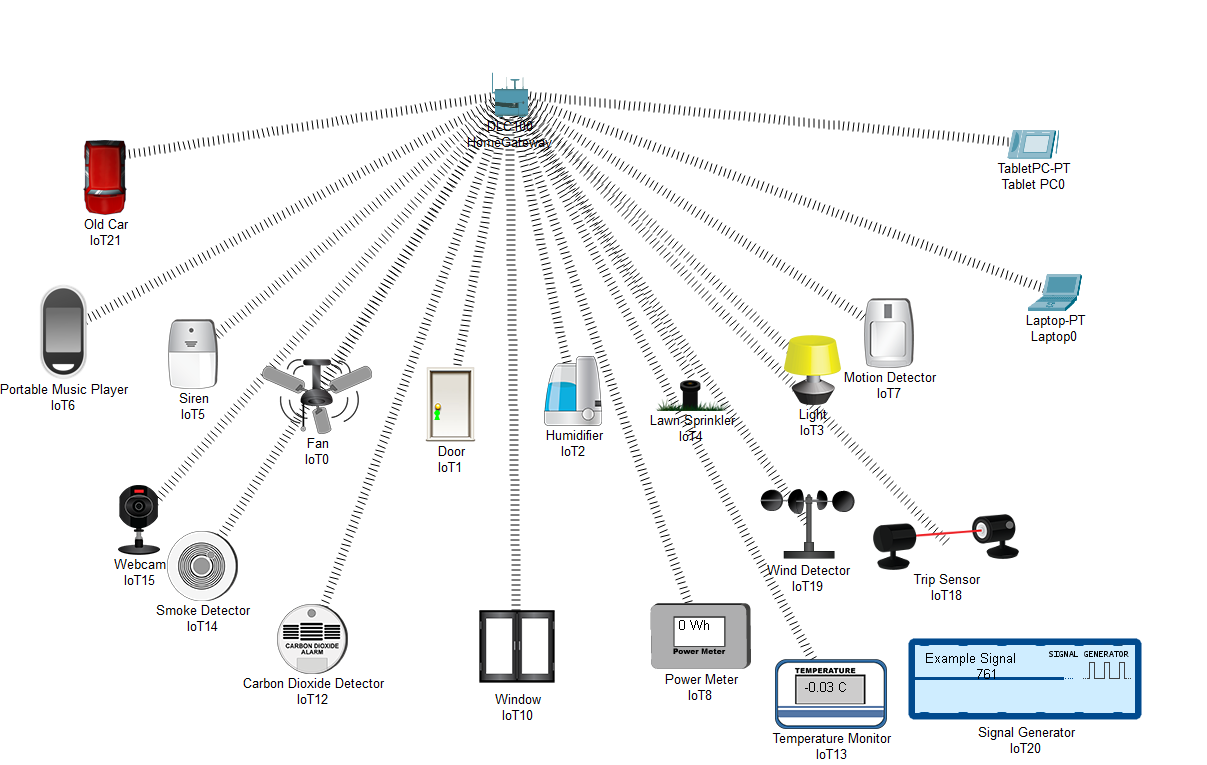 DLC100
HomeGateway
TabletPC-PT
Tablet PC0
Old Car
IoT21
Laptop-PT
Laptop0
Motion Detector
IoT7
Portable Music Player
IoT6
Siren
IoT5
Fan
IoT0
Door
IoT1
Humidifier
IoT2
Lawn Sprinkler
IoT4
Light
IoT3
Webcam
IoT15
Wind Detector
IoT19
Trip Sensor
IoT18
Smoke Detector
IoT14
CARBON DIOXIDE
ALARM
Carbon Dioxide Detector
IoT12
Window
IoT10
0 Wh
Power Meter
Power Meter
IoT8
TEMPERATURE
-0.03 C
Temperature Monitor
IoT13
SIGNAL GENERATOR
Example Signal
761
Signal Generator
IoT20